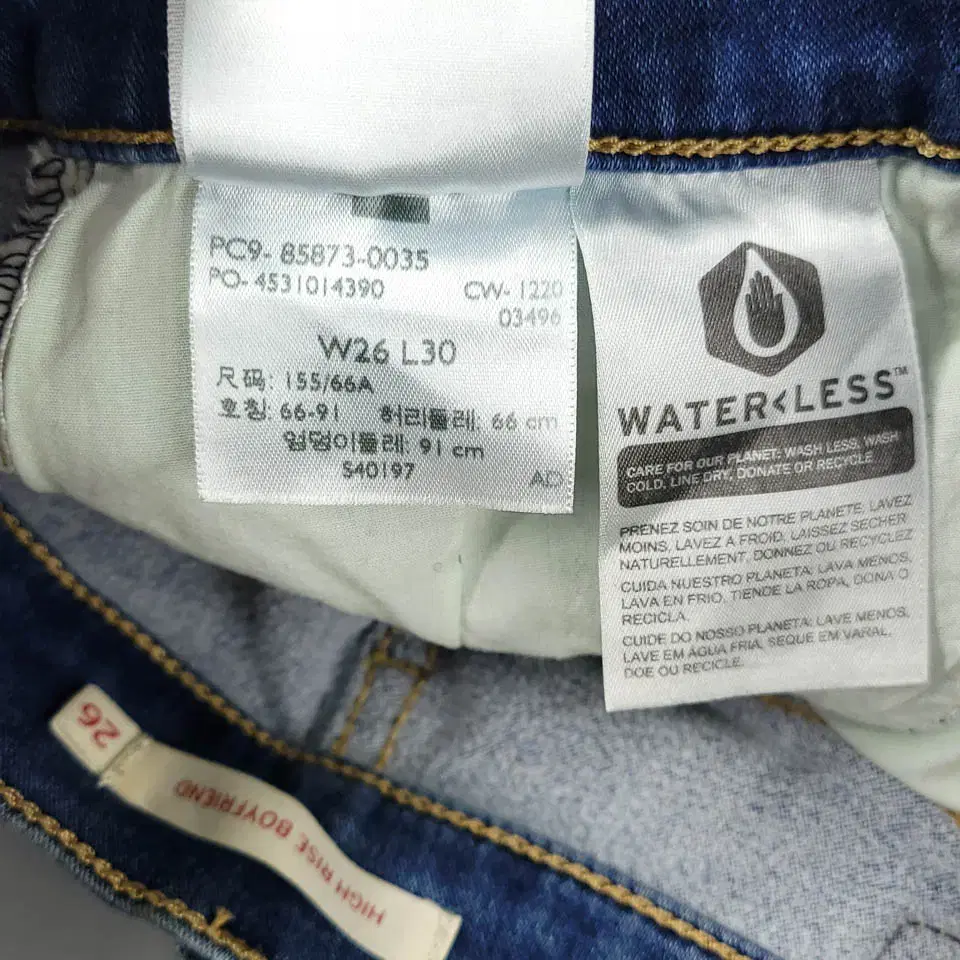 PC9- 85873-0035
PO- 4531014390
CW- 1220
03496
W26 L30
尺码: 155/66A
호칭: 66-91 허리둘레: 66 cm
엉덩이둘레: 91 cm
S40197
AD
WATER<LESS™
CARE FOR OUR PLANET: WASH LESS, WASH
COLD, LINE DRY, DONATE OR RECYCLE
PRENEZ SOIN DE NOTRE PLANETE: LAVEZ
MOINS, LAVEZ A FROID, LAISSEZ SECHER
NATURELLEMENT, DONNEZ OU RECYCLEZ
CUIDA NUESTRO PLANETA: LAVA MENOS,
LAVA EN FRIO, TIENDE LA ROPA, DONA O
RECICLA.
CUIDE DO NOSSO PLANETA: LAVE MENOS,
LAVE EM ÁGUA FRIA, SEQUE EM VARAL,
DOE OU RECICLE.
26
HIGH RISE BOYFRIEND